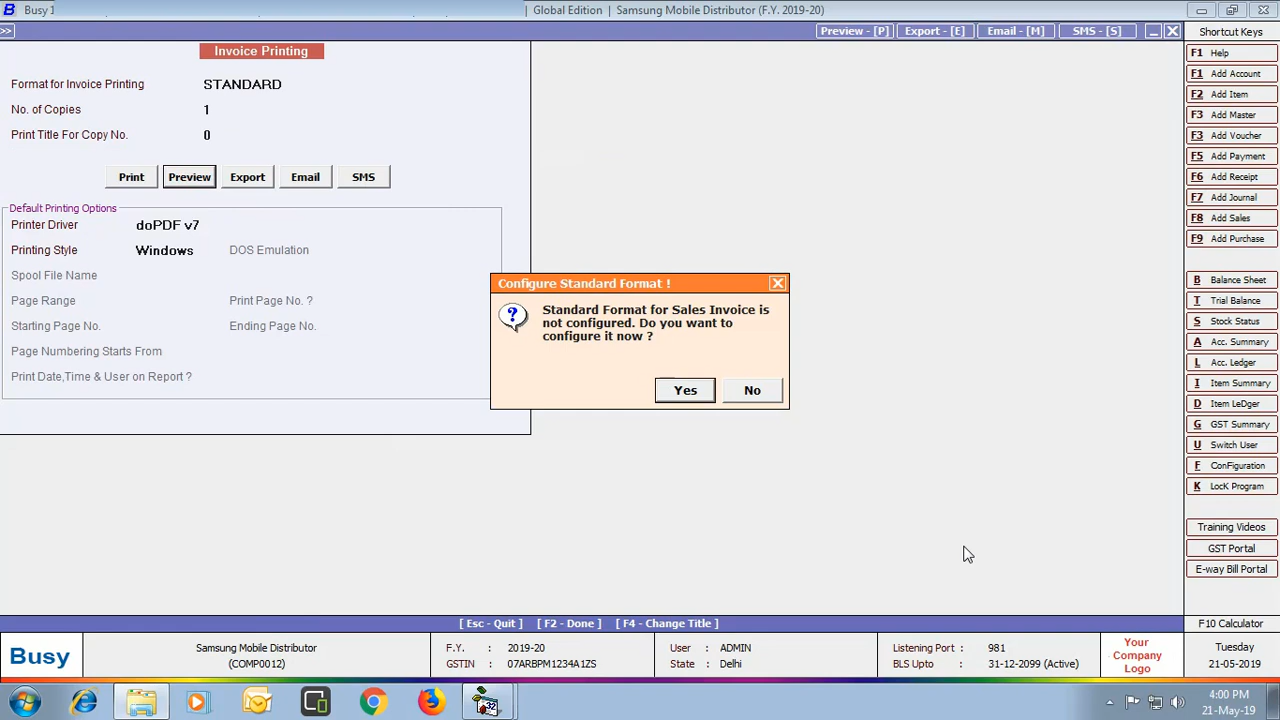 Busy 1 | Global Edition | Samsung Mobile Distributor (F.Y. 2019-20)
>> Preview - [P] Export - [E] Email - [M] SMS - [S]
Invoice Printing
Format for Invoice Printing STANDARD
No. of Copies 1
Print Title For Copy No. 0
Print Preview Export Email SMS
Default Printing Options
Printer Driver doPDF v7
Printing Style Windows DOS Emulation
Spool File Name
Page Range Print Page No. ?
Starting Page No. Ending Page No.
Page Numbering Starts From
Print Date,Time & User on Report ?
Configure Standard Format !
?
Standard Format for Sales Invoice is
not configured. Do you want to
configure it now ?
Yes No
Shortcut Keys
F1 Help
F1 Add Account
F2 Add Item
F3 Add Master
F3 Add Voucher
F5 Add Payment
F6 Add Receipt
F7 Add Journal
F8 Add Sales
F9 Add Purchase
B Balance Sheet
T Trial Balance
S Stock Status
A Acc. Summary
L Acc. Ledger
I Item Summary
D Item LeDger
G GST Summary
U Switch User
F ConFiguration
K LocK Program
Training Videos
GST Portal
E-way Bill Portal
[ Esc - Quit ] [ F2 - Done ] [ F4 - Change Title ] F10 Calculator
Busy
Samsung Mobile Distributor
(COMP0012)
F.Y. : 2019-20
GSTIN : 07ARBPM1234A1ZS
User : ADMIN
State : Delhi
Listening Port : 981
BLS Upto : 31-12-2099 (Active)
Your
Company
Logo
Tuesday
21-05-2019
32
4:00 PM
21-May-19